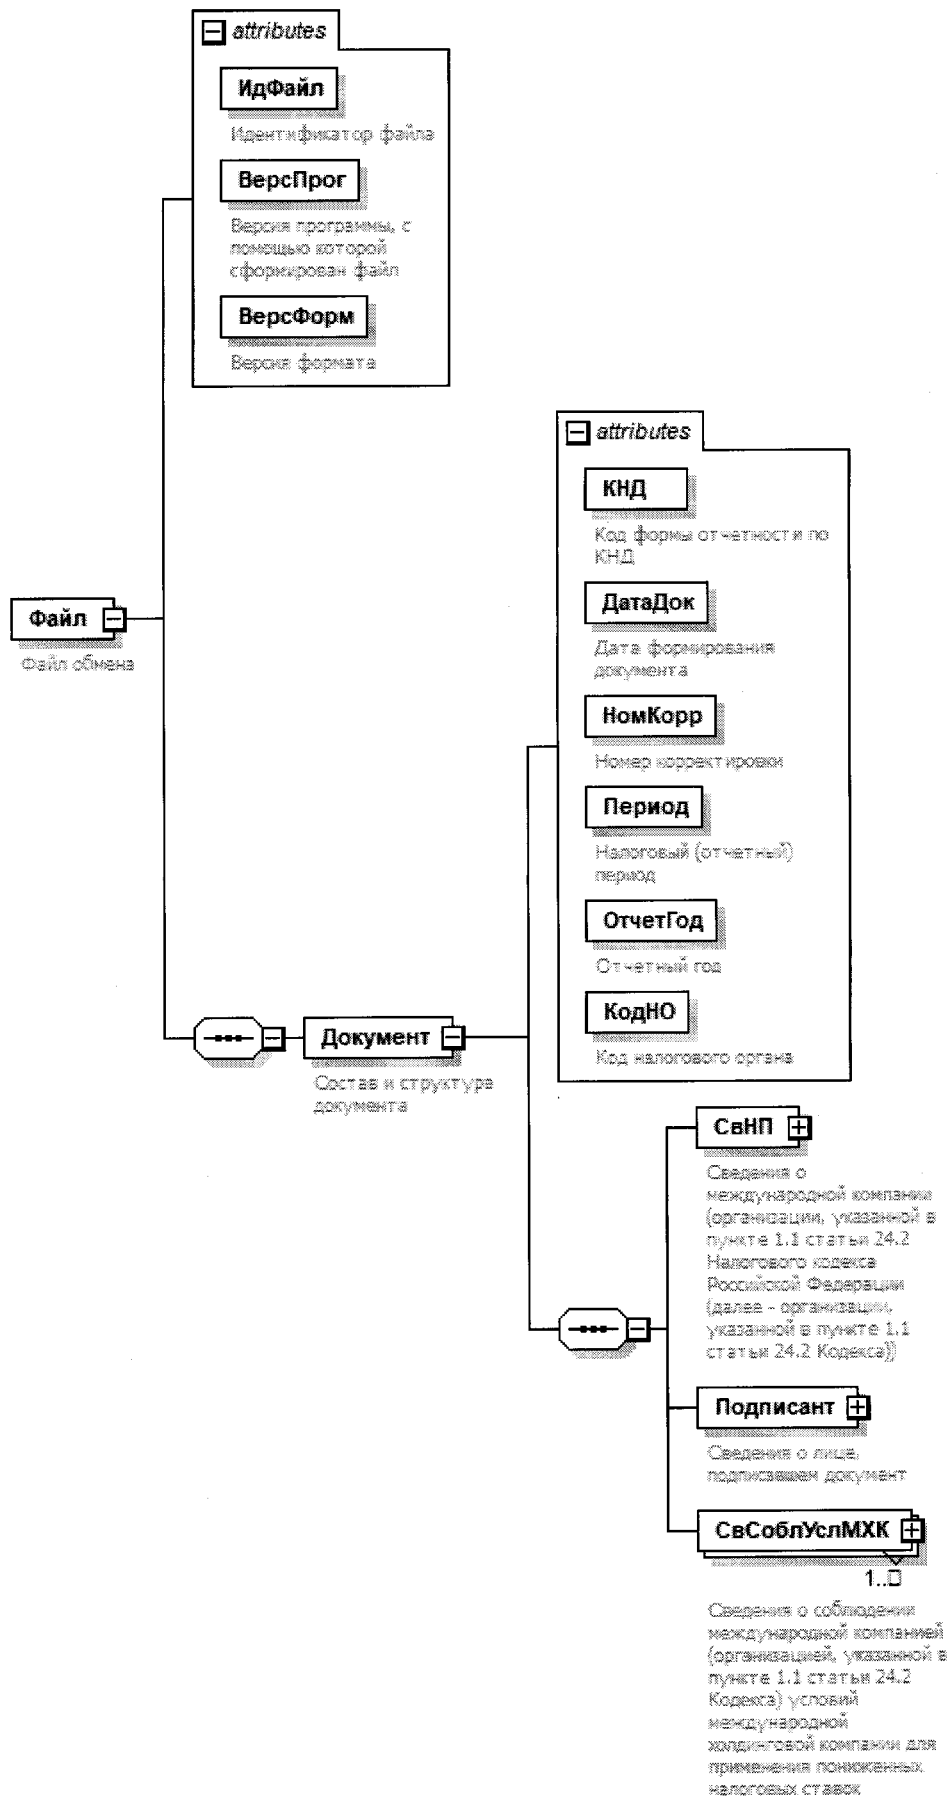 attributes
ИдФайл
Идентификатор файла
ВерсПрог
Версия программы, с
помощью которой
сформирован файл
ВерсФорм
Версия формата
attributes
КНД
Код формы отчетности по
КНД
ДатаДок
Дата формирования
документа
НомКорр
Номер корректировки
Период
Налоговый (отчетный)
период
ОтчетГод
Отчетный год
КодНО
Код налогового органа
Файл
Файл обмена
Документ
Состав и структура
документа
СвНП
Сведения о
международной компании
(организации, указанной в
пункте 1.1 статьи 24.2
Налогового кодекса
Российской Федерации
(далее - организации,
указанной в пункте 1.1
статьи 24.2 Кодекса))
Подписант
Сведения о лице,
подписавшем документ
СвСоблУслМХК
1..□
Сведения о соблюдении
международной компанией
(организацией, указанной в
пункте 1.1 статьи 24.2
Кодекса) условий
международной
холдинговой компании для
применения пониженных
налоговых ставок